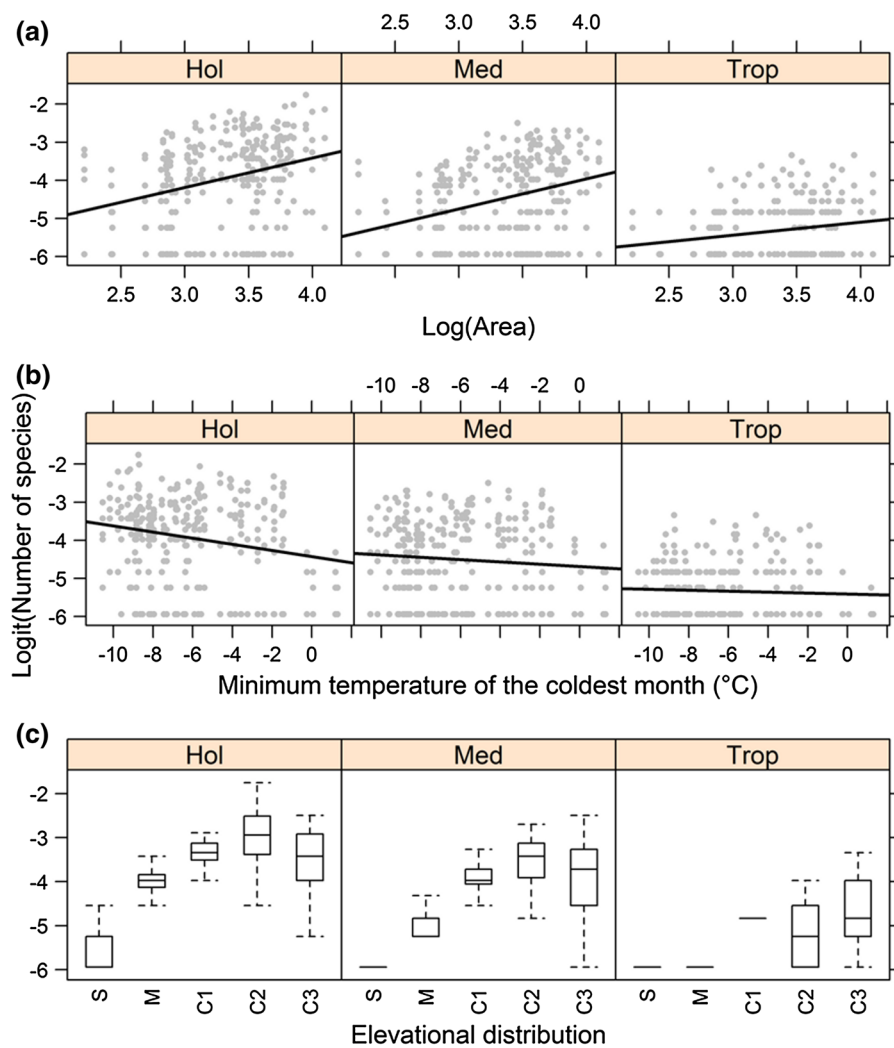 (a)
2.5 3.0 3.5 4.0
Hol Med Trop
-2
-3
-4
-5
-6
2.5 3.0 3.5 4.0 2.5 3.0 3.5 4.0
Log(Area)
(b)
-10 -8 -6 -4 -2 0
Hol Med Trop
Logit(Number of species)
-2
-3
-4
-5
-6
-10 -8 -6 -4 -2 0 -10 -8 -6 -4 -2 0
Minimum temperature of the coldest month (°C)
(c)
Hol Med Trop
-2
-3
-4
-5
-6
S M C1 C2 C3 S M C1 C2 C3 S M C1 C2 C3
Elevational distribution